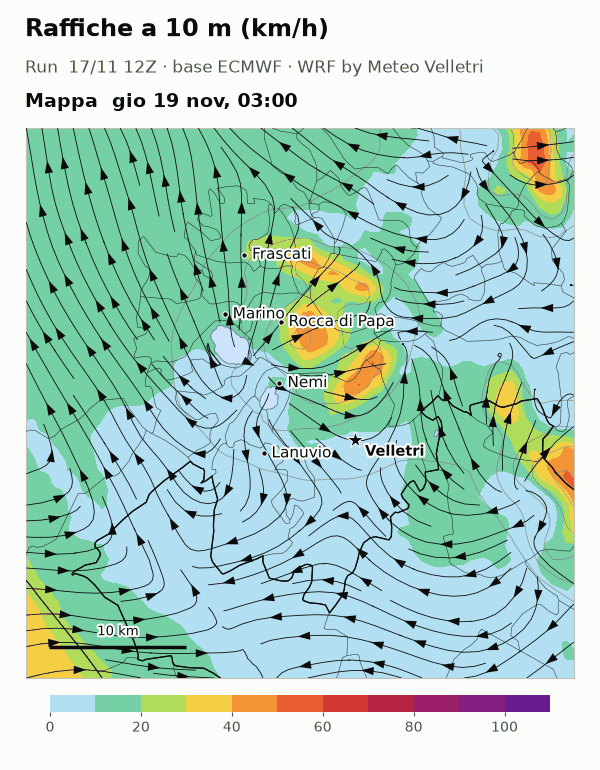 Raffiche a 10 m (km/h)
Run  17/11 12Z · base ECMWF · WRF by Meteo Velletri
Mappa  gio 19 nov, 03:00
Frascati
Marino
Rocca di Papa
Nemi
Velletri
Lanuvio
10 km
0 20 40 60 80 100